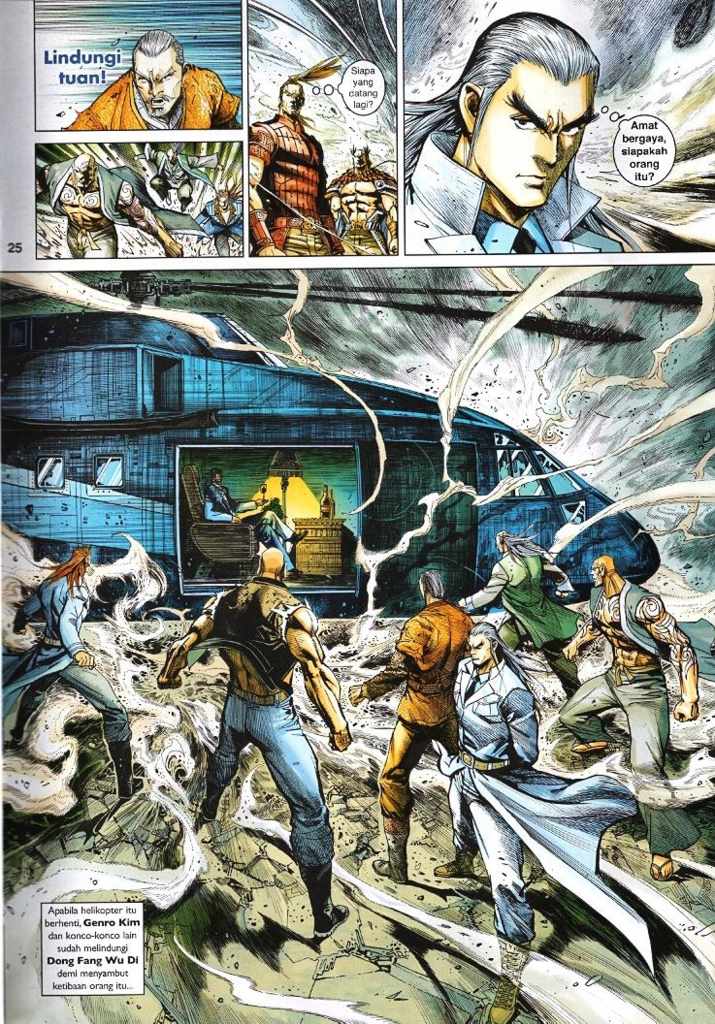 Lindungi
tuan!
Siapa
yang
catang
lagi?
Amat
bergaya,
siapakah
orang
itu?
25
Apabila helikopter itu
berhenti, Genro Kim
dan konco-konco lain
sudah melindungi
Dong Fang Wu Di
demi menyambut
ketibaan orang itu...